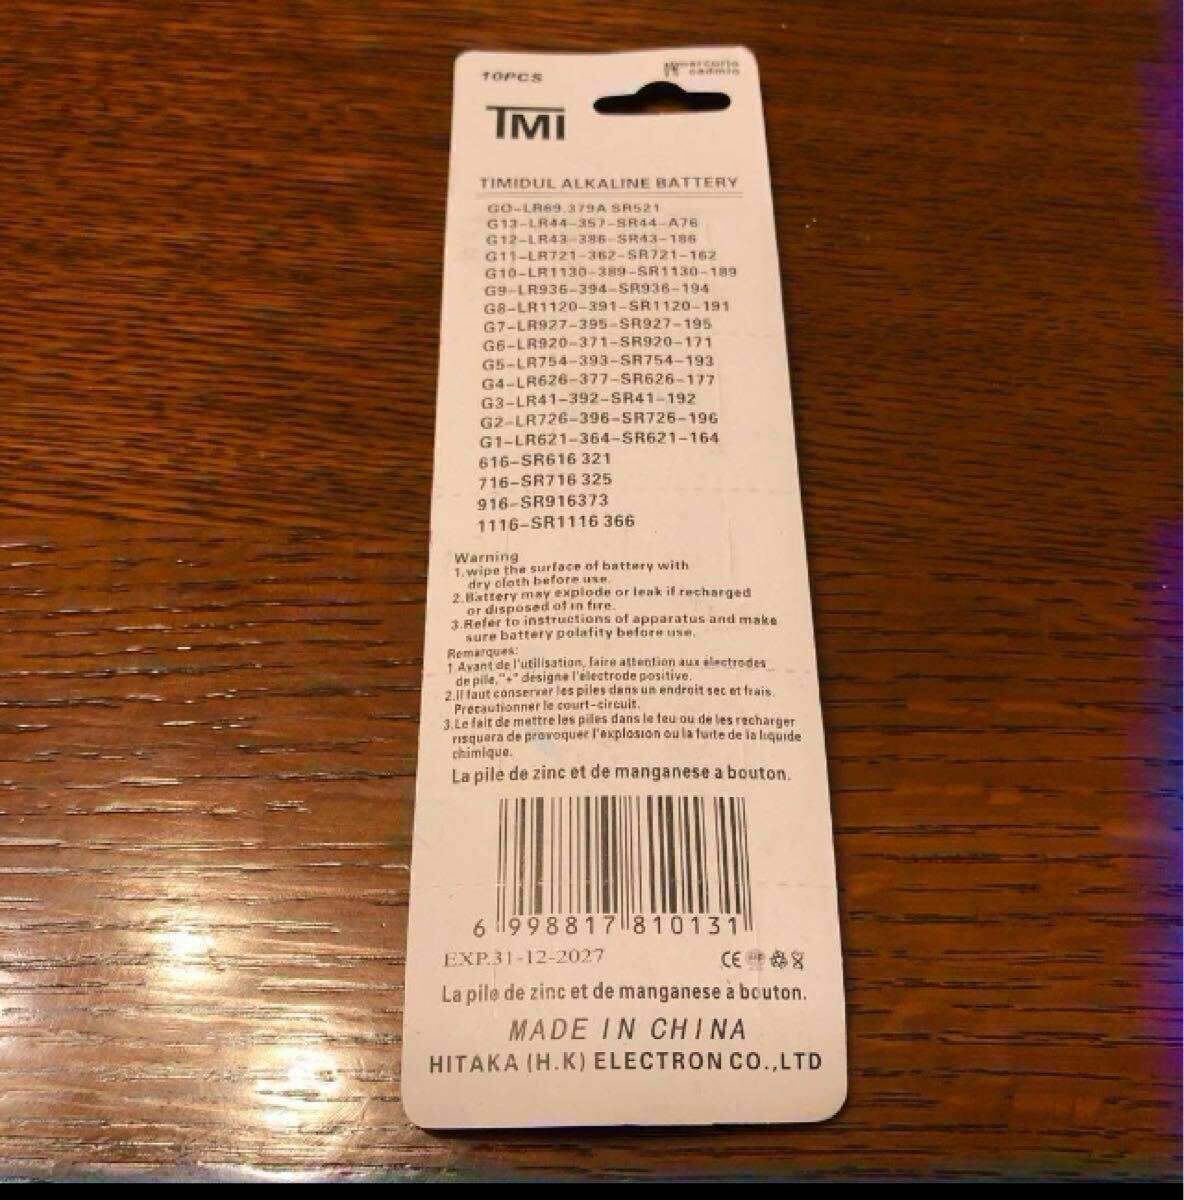 10PCS
mercurio
cadmio
TMI
TIMIDUL ALKALINE BATTERY
GO-LR69.379A SR521
G13-LR44-357-SR44-A76
G12-LR43-386-SR43-186
G11-LR721-362-SR721-162
G10-LR1130-389-SR1130-189
G9-LR936-394-SR936-194
G8-LR1120-391-SR1120-191
G7-LR927-395-SR927-195
G6-LR920-371-SR920-171
G5-LR754-393-SR754-193
G4-LR626-377-SR626-177
G3-LR41-392-SR41-192
G2-LR726-396-SR726-196
G1-LR621-364-SR621-164
616-SR616 321
716-SR716 325
916-SR916373
1116-SR1116 366
Warning
1.wipe the surface of battery with
dry cloth before use.
2.Battery may explode or leak if recharged
or disposed of in fire.
3.Refer to instructions of apparatus and make
sure battery polafity before use.
Remarques:
1.Avant de l'utilisation, faire attention aux électrodes
de pile,"+" désigne l'électrode positive.
2.Il faut conserver les piles dans un endroit sec et frais.
Precautionner le court-circuit.
3.Le fait de mettre les piles dans le feu ou de les recharger
risquera de provoquer l'explosion ou la fuite de la liquide
chimique.
La pile de zinc et de manganese a bouton.
6 998817 810131
EXP.31-12-2027
CE
La pile de zinc et de manganese à bouton.
MADE IN CHINA
HITAKA (H.K) ELECTRON CO.,LTD